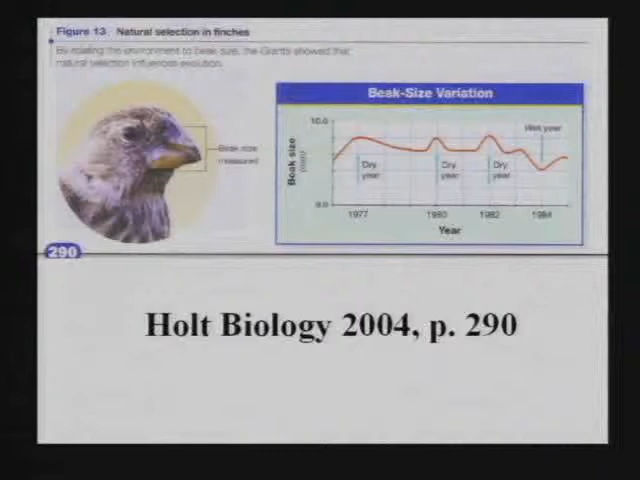 Figure 13 Natural selection in finches
By relating the environment to beak size, the Grants showed that
natural selection influences evolution.
Beak-Size Variation
10.0
Wet year
Beak size
measured
Beak size
(mm)
Dry
year
Dry
year
Dry
year
9.0
1977
1980
1982
1984
Year
290
Holt Biology 2004, p. 290